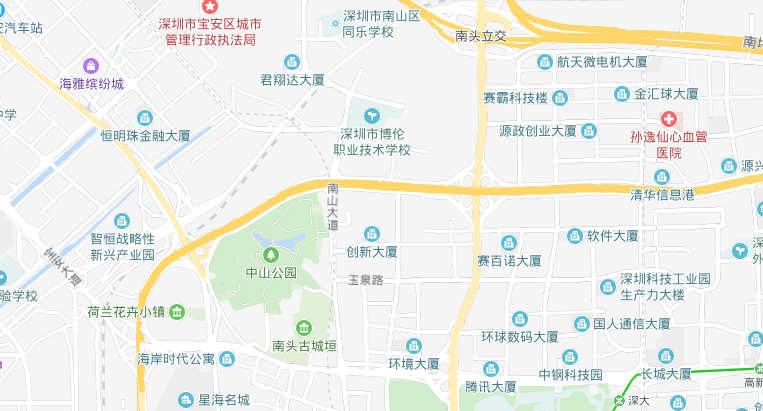 安汽车站
深圳市宝安区城市
管理行政执法局
深圳市南山区
同乐学校
南头立交
航天微电机大厦
海雅缤纷城
君翔达大厦
赛霸科技楼
金汇球大厦
中学
恒明珠金融大厦
深圳市博伦
职业技术学校
源政创业大厦
孙逸仙心血管
医院
源兴
清华信息港
南山大道
智恒战略性
新兴产业园
宝安大道
中山公园
创新大厦
赛百诺大厦
软件大厦
深
外
玉泉路
深圳科技工业园
生产力大楼
验学校
荷兰花卉小镇
南头古城垣
环球数码大厦
国人通信大厦
海岸时代公寓
环境大厦
中钢科技园
长城大厦
高新
腾讯大厦
星海名城
深大